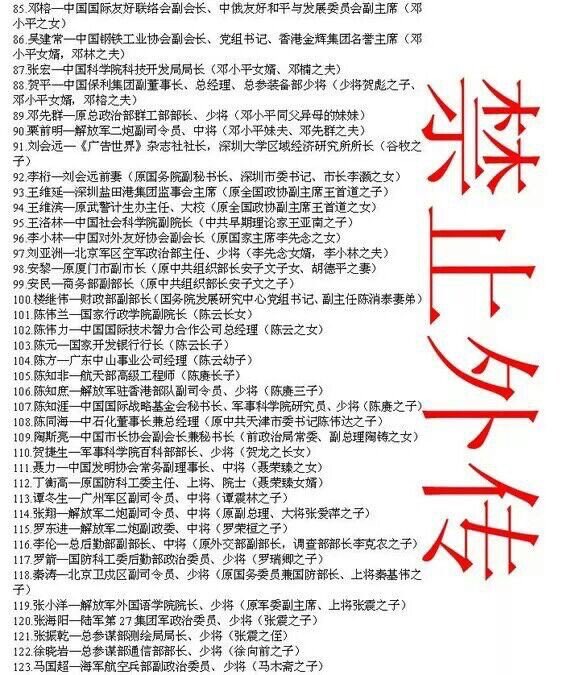 85.邓榕—中国国际友好联络会副会长、中俄友好和平与发展委员会副主席（邓
小平之女）
86.吴建常—中国钢铁工业协会副会长、党组书记、香港金辉集团名誉主席（邓
小平女婿，邓林之夫）
87.张宏—中国科学院科技开发局局长（邓小平女婿、邓楠之夫）
88.贺平—中国保利集团副董事长、总经理、总参装备部少将（少将贺彪之子、
邓小平女婿，邓榕之夫）
89.邓先群—原总政治部群工部部长、少将（邓小平同父异母的妹妹）
90.栗前明—解放军二炮副司令员、中将（邓小平妹夫、邓先群之夫）
91.刘会远—《广告世界》杂志社社长，深圳大学区域经济研究所所长（谷牧之
子）
92.李桁—刘会远前妻（原国务院副秘书长、深圳市委书记、市长李灏之女）
93.王维延—深圳盐田港集团监事会主席（原全国政协副主席王首道之子）
94.王维滨—原武警计生办主任、大校（原全国政协副主席王首道之女）
95.王洛林—中国社会科学院副院长（中共早期理论家王亚南之子）
96.李小林—中国对外友好协会副会长（原国家主席李先念之女）
97.刘亚洲—北京军区空军政治部主任、少将（李先念女婿，李小林之夫）
98.安黎—原厦门市副市长（原中共组织部长安子文子女、胡德平之妻）
99.安民—商务部副部长（原中共组织部长安子文之子）
100.楼继伟—财政部副部长（国务院发展研究中心党组书记、副主任陈消泰妻弟）
101.陈伟兰—国家行政学院副院长（陈云长女）
102.陈伟力—中国国际技术智力合作公司总经理（陈云之女）
103.陈元—国家开发银行行长（陈云长子）
104.陈方—广东中山事业公司经理（陈云幼子）
105.陈知非—航天部高级工程师（陈赓长子）
106.陈知庶—解放军驻香港部队副司令员、少将（陈赓三子）
107.陈知涯—中国国际战略基金会秘书长、军事科学院研究员、少将（陈赓之子）
108.陈同海—中石化董事长兼总经理（原中共天津市委书记陈伟达之子）
109.陶斯亮—中国市长协会副会长兼秘书长（前政治局常委、副总理陶铸之女）
110.贺捷生—军事科学院百科部部长、少将（贺龙之长女）
111.聂力—中国发明协会常务副理事长、中将（聂荣臻之女）
112.丁衡高—原国防科工委主任、上将、院士（聂荣臻女婿）
113.谭冬生—广州军区副司令员、中将（谭震林之子）
114.张翔—解放军二炮副司令员、少将（原副总理、大将张爱萍之子）
115.罗东进—解放军二炮副政委、中将（罗荣桓之子）
116.李伦—总后勤部副部长、中将（原外交部副部长，调查部部长李克农之子）
117.罗箭—国防科工委后勤部政治委员、少将（罗瑞卿之子）
118.秦涛—北京卫戍区副司令员、少将（原国务委员兼国防部长、上将秦基伟之
子）
119.张小洋—解放军外国语学院院长、少将（原军委副主席、上将张震之子）
120.张海阳—陆军第27集团军政治委员、少将（张震之子）
121.张振乾—总参谋部测绘局局长、少将（张震之侄）
122.徐晓岩—总参谋部通信部部长、少将（徐向前之子）
123.马国超—海军航空兵部副政治委员、少将（马本斋之子）
禁止外传